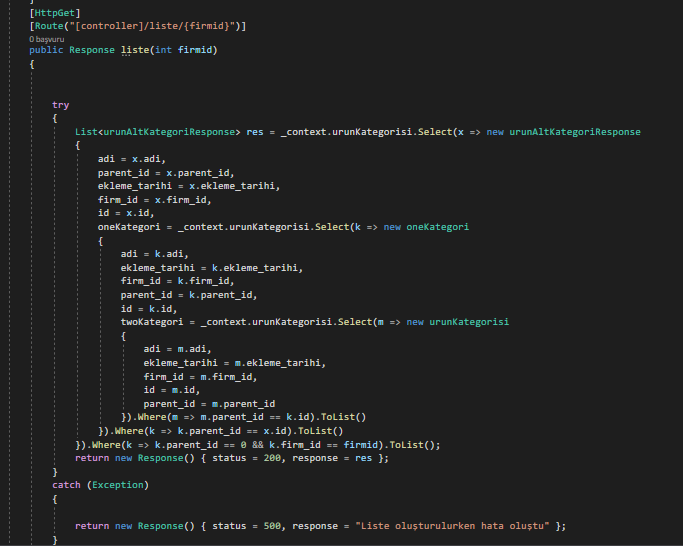 }
[HttpGet]
[Route("[controller]/liste/{firmid}")]
0 başvuru
public Response liste(int firmid)
{
try
{
List<urunAltKategoriResponse> res = _context.urunKategorisi.Select(x => new urunAltKategoriResponse
{
adi = x.adi,
parent_id = x.parent_id,
ekleme_tarihi = x.ekleme_tarihi,
firm_id = x.firm_id,
id = x.id,
oneKategori = _context.urunKategorisi.Select(k => new oneKategori
{
adi = k.adi,
ekleme_tarihi = k.ekleme_tarihi,
firm_id = k.firm_id,
parent_id = k.parent_id,
id = k.id,
twoKategori = _context.urunKategorisi.Select(m => new urunKategorisi
{
adi = m.adi,
ekleme_tarihi = m.ekleme_tarihi,
firm_id = m.firm_id,
id = m.id,
parent_id = m.parent_id
}).Where(m => m.parent_id == k.id).ToList()
}).Where(k => k.parent_id == x.id).ToList()
}).Where(k => k.parent_id == 0 && k.firm_id == firmid).ToList();
return new Response() { status = 200, response = res };
}
catch (Exception)
{
return new Response() { status = 500, response = "Liste oluşturulurken hata oluştu" };
}